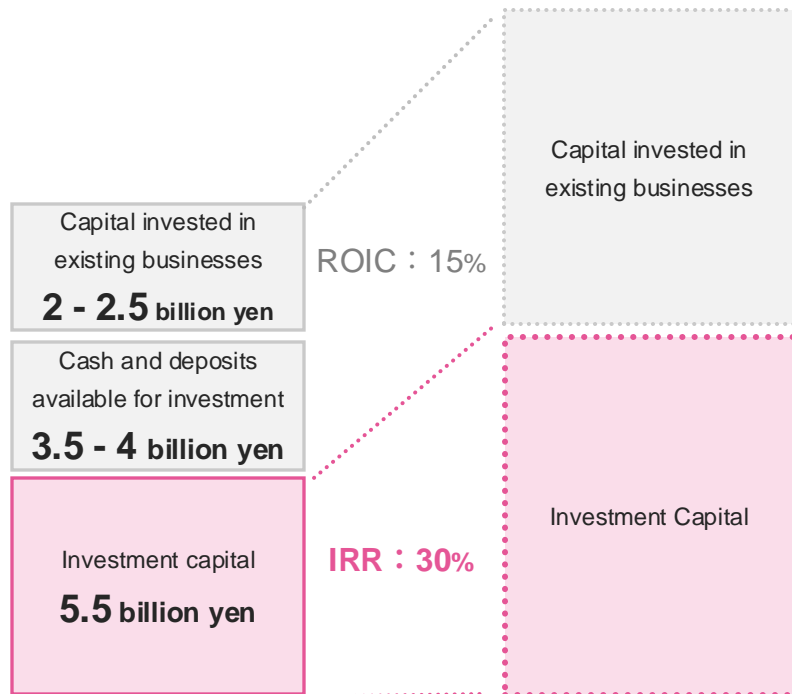 Capital invested in
existing businesses
2 - 2.5 billion yen
Cash and deposits
available for investment
3.5 - 4 billion yen
Investment capital
5.5 billion yen
ROIC：15%
IRR：30%
Capital invested in
existing businesses
Investment Capital